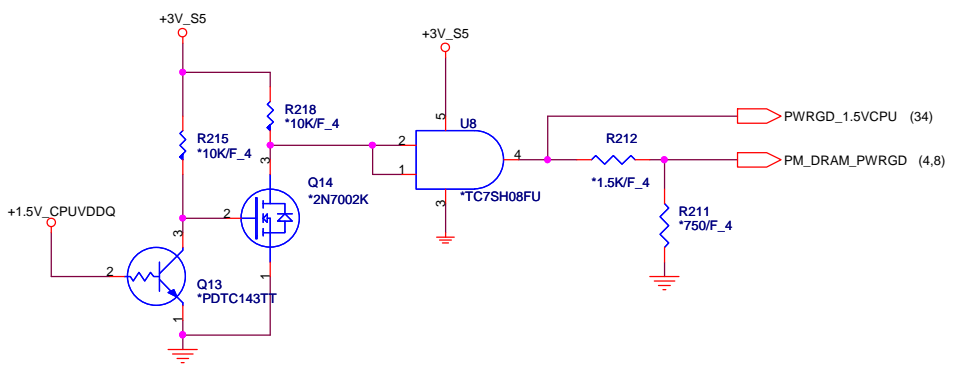 +3V_S5
+3V_S5
R218
*10K/F_4
R215
*10K/F_4
5
U8
2
1
4
*TC7SH08FU
3
PWRGD_1.5VCPU (34)
R212
*1.5K/F_4
PM_DRAM_PWRGD (4,8)
R211
*750/F_4
3
Q14
*2N7002K
2
1
+1.5V_CPUVDDQ
3
2
Q13
*PDTC143TT
1